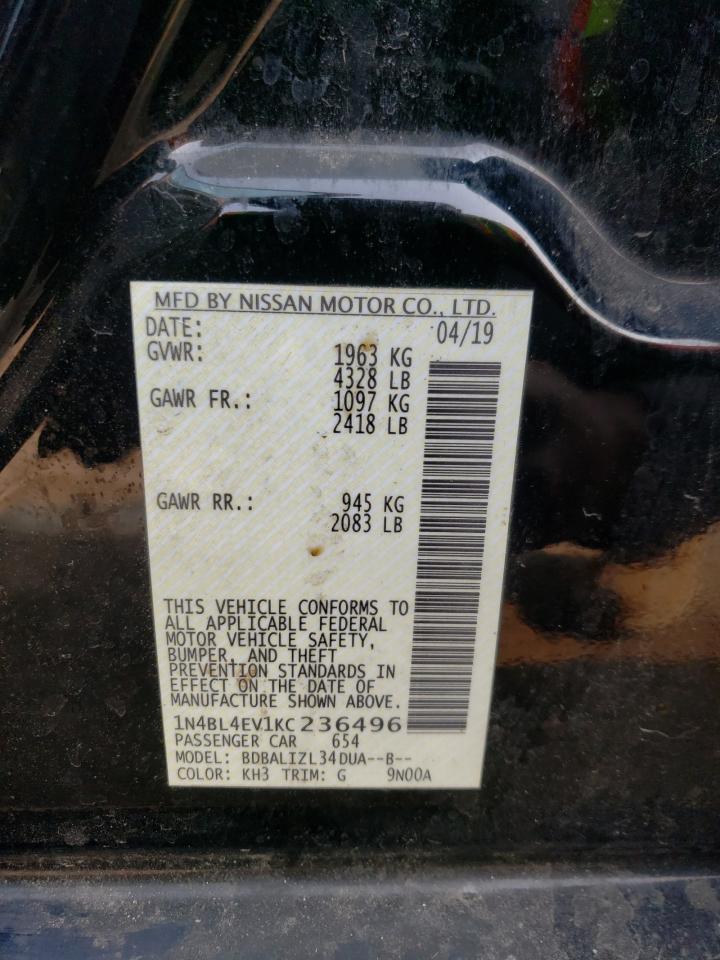 MFD BY NISSAN MOTOR CO., LTD.
DATE: 04/19
GVWR: 1963 KG
4328 LB
GAWR FR.: 1097 KG
2418 LB
GAWR RR.: 945 KG
2083 LB
THIS VEHICLE CONFORMS TO
ALL APPLICABLE FEDERAL
MOTOR VEHICLE SAFETY,
BUMPER, AND THEFT
PREVENTION STANDARDS IN
EFFECT ON THE DATE OF
MANUFACTURE SHOWN ABOVE.
1N4BL4EV1KC236496
PASSENGER CAR 654
MODEL: BDBALIZL34DUA--B--
COLOR: KH3 TRIM: G 9N00A